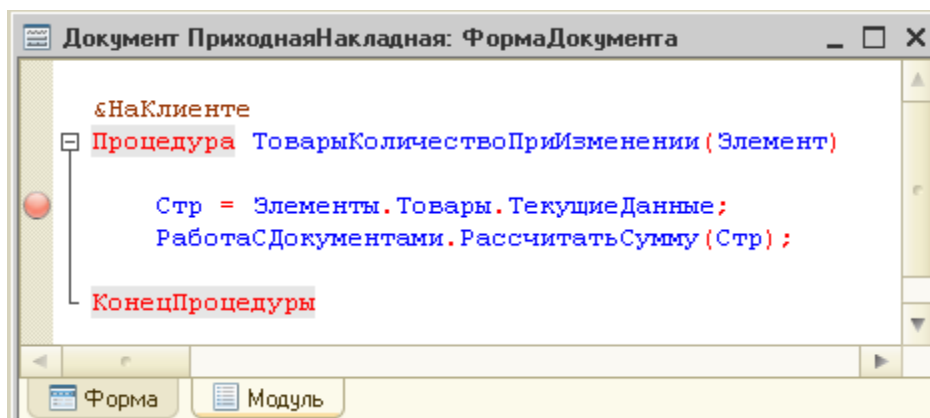 Документ ПриходнаяНакладная: ФормаДокумента
&НаКлиенте
Процедура ТоварыКоличествоПриИзменении(Элемент)
Стр = Элементы.Товары.ТекущиеДанные;
РаботаСДокументами.РассчитатьСумму(Стр);
КонецПроцедуры
Форма Модуль